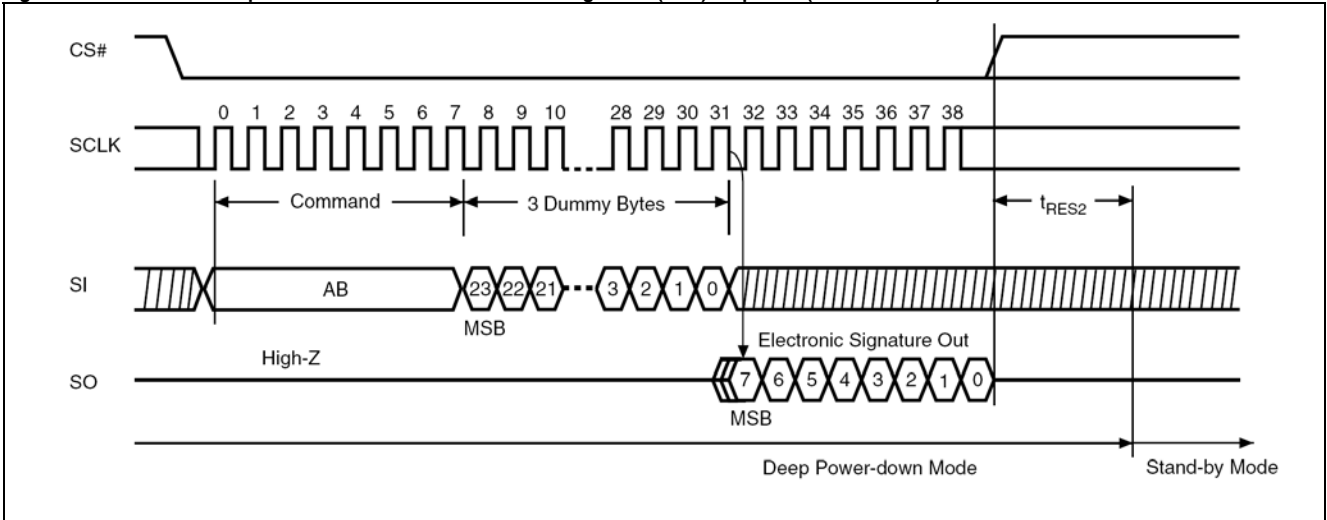 CS#
0 1 2 3 4 5 6 7 8 9 10 28 29 30 31 32 33 34 35 36 37 38
SCLK
Command 3 Dummy Bytes tRES2
SI AB 23 22 21 3 2 1 0
MSB
High-Z Electronic Signature Out
SO 7 6 5 4 3 2 1 0
MSB
Deep Power-down Mode Stand-by Mode